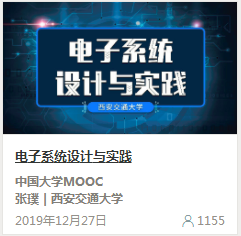 电子系统
设计与实践
西安交通大学
电子系统设计与实践
中国大学MOOC
张璞 | 西安交通大学
2019年12月27日 1155